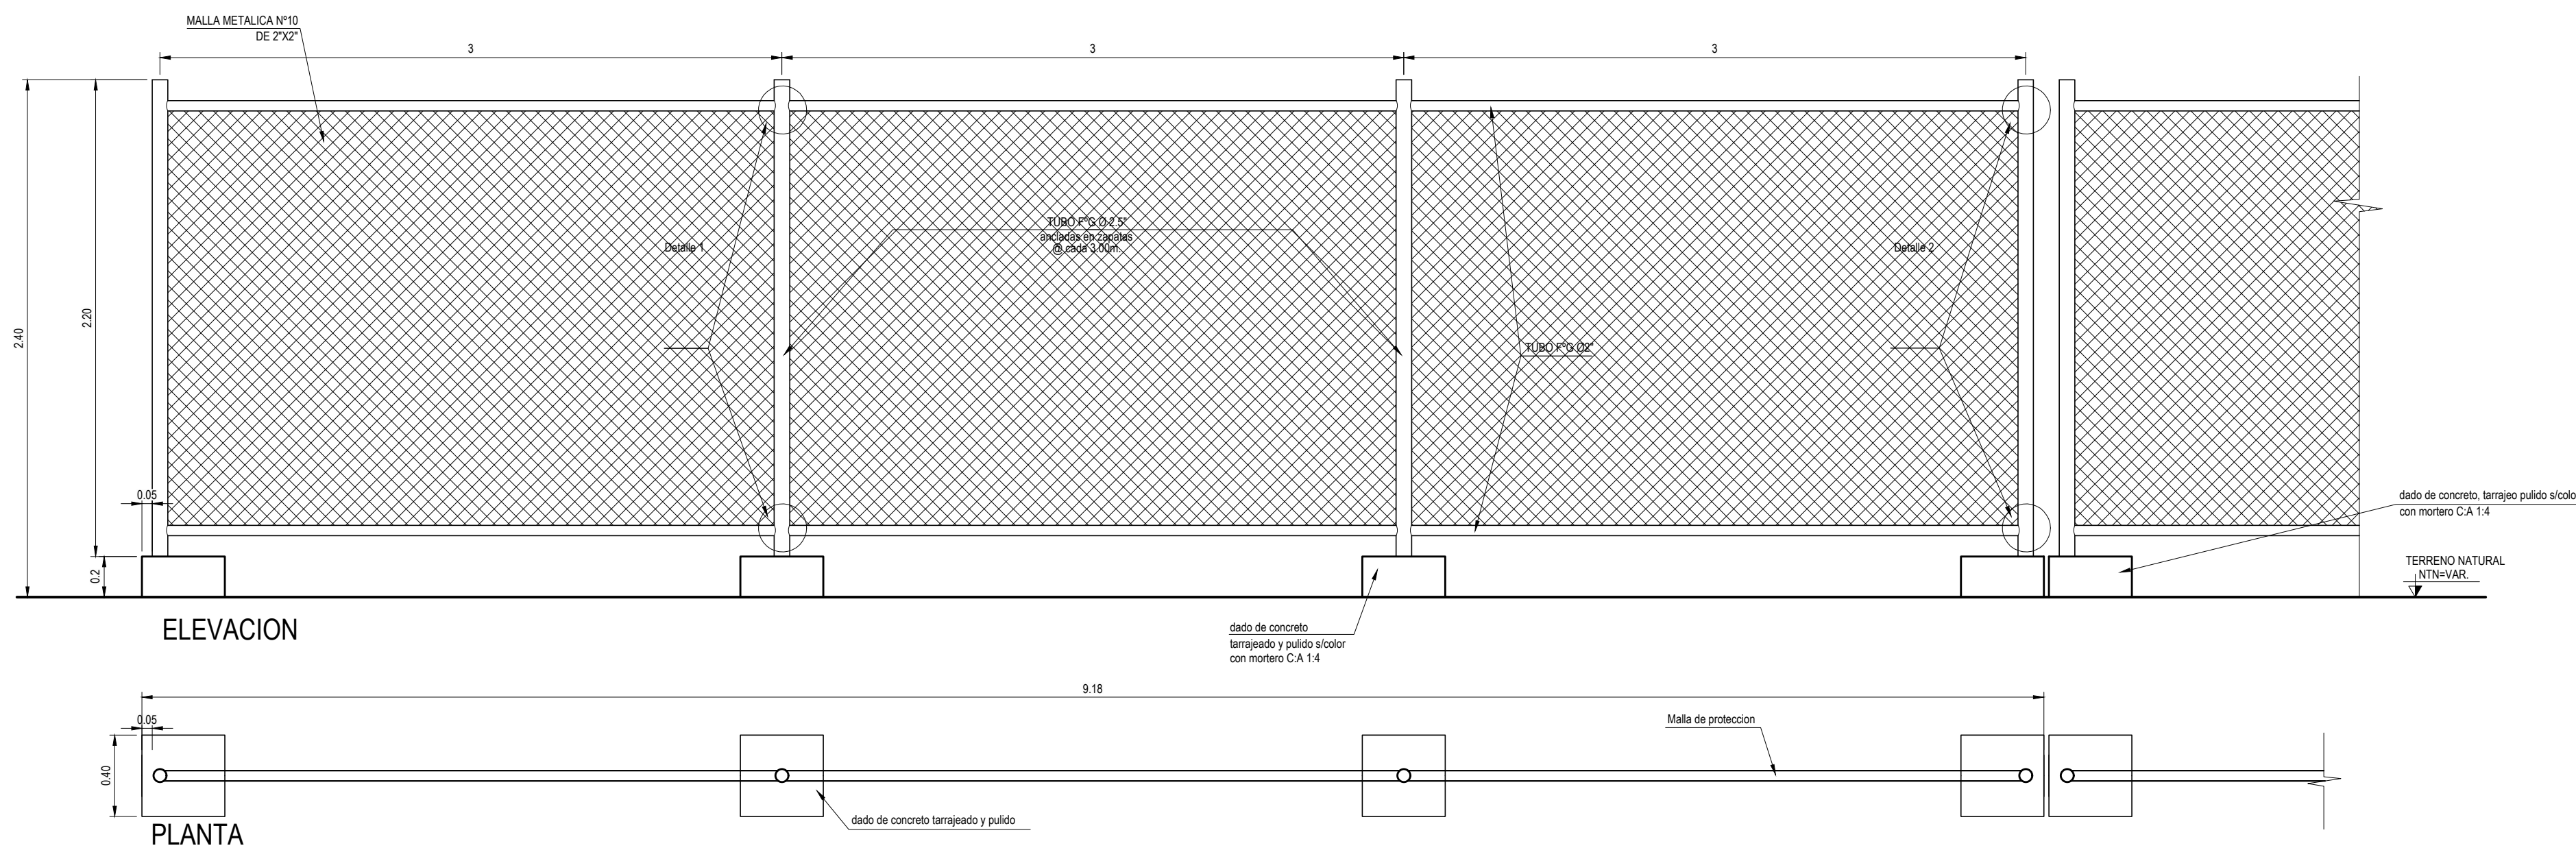 MALLA METALICA Nº10
DE 2"X2"
3
3
3
2.40
2.20
0.05
0.2
Detalle 1
TUBO FºG Ø 2.5"
ancladas en zapatas
@ cada 3.00m.
TUBO FºG Ø2"
Detalle 2
dado de concreto, tarrajeo pulido s/colo
con mortero C:A 1:4
TERRENO NATURAL
NTN=VAR.
ELEVACION
dado de concreto
tarrajeado y pulido s/color
con mortero C:A 1:4
9.18
0.05
0.40
Malla de proteccion
dado de concreto tarrajeado y pulido
PLANTA